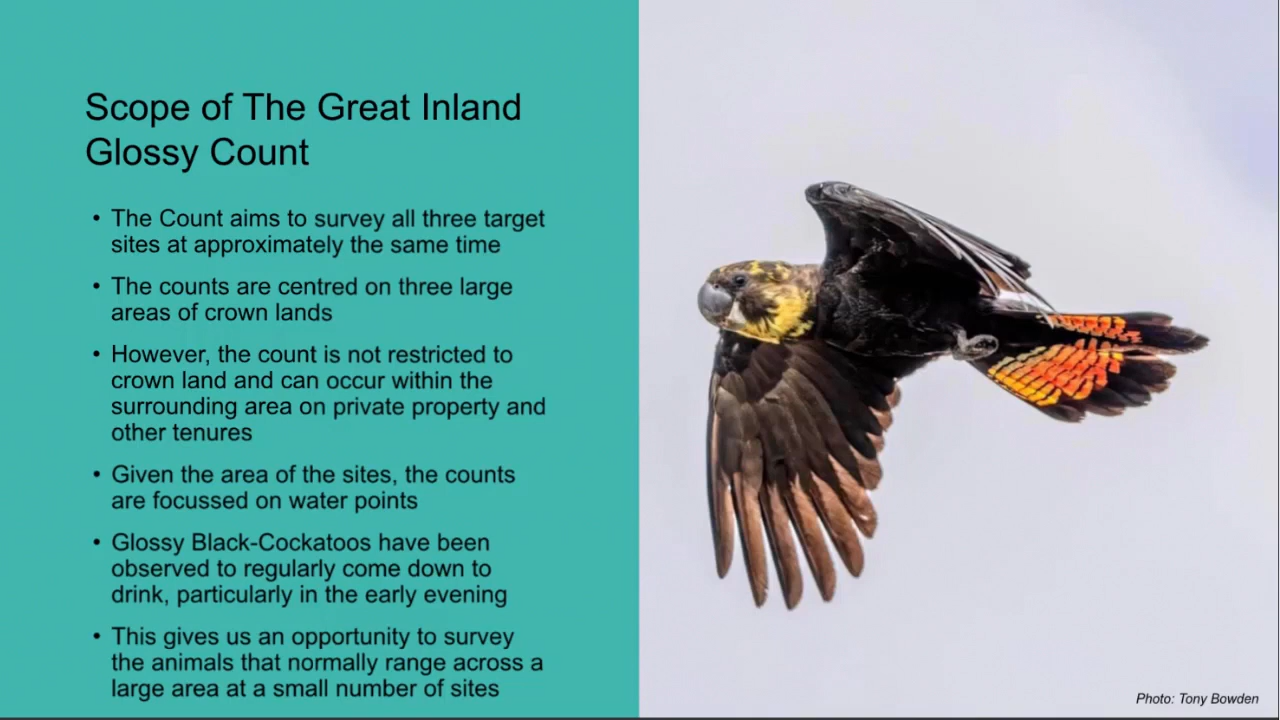 Scope of The Great Inland
Glossy Count
• The Count aims to survey all three target
sites at approximately the same time
• The counts are centred on three large
areas of crown lands
• However, the count is not restricted to
crown land and can occur within the
surrounding area on private property and
other tenures
• Given the area of the sites, the counts
are focussed on water points
• Glossy Black-Cockatoos have been
observed to regularly come down to
drink, particularly in the early evening
• This gives us an opportunity to survey
the animals that normally range across a
large area at a small number of sites
Photo: Tony Bowden